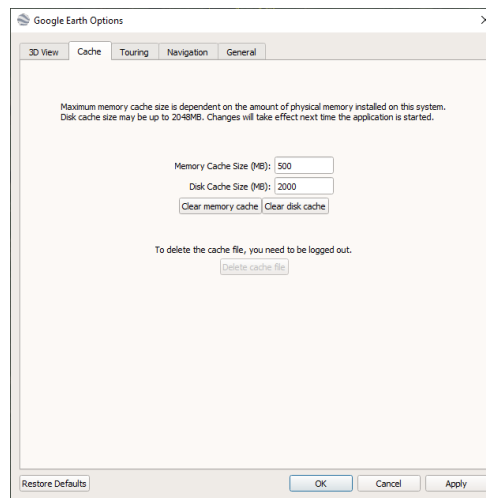 Google Earth Options
3D View Cache Touring Navigation General
Maximum memory cache size is dependent on the amount of physical memory installed on this system.
Disk cache size may be up to 2048MB. Changes will take effect next time the application is started.
Memory Cache Size (MB): 500
Disk Cache Size (MB): 2000
Clear memory cache Clear disk cache
To delete the cache file, you need to be logged out.
Delete cache file
Restore Defaults OK Cancel Apply